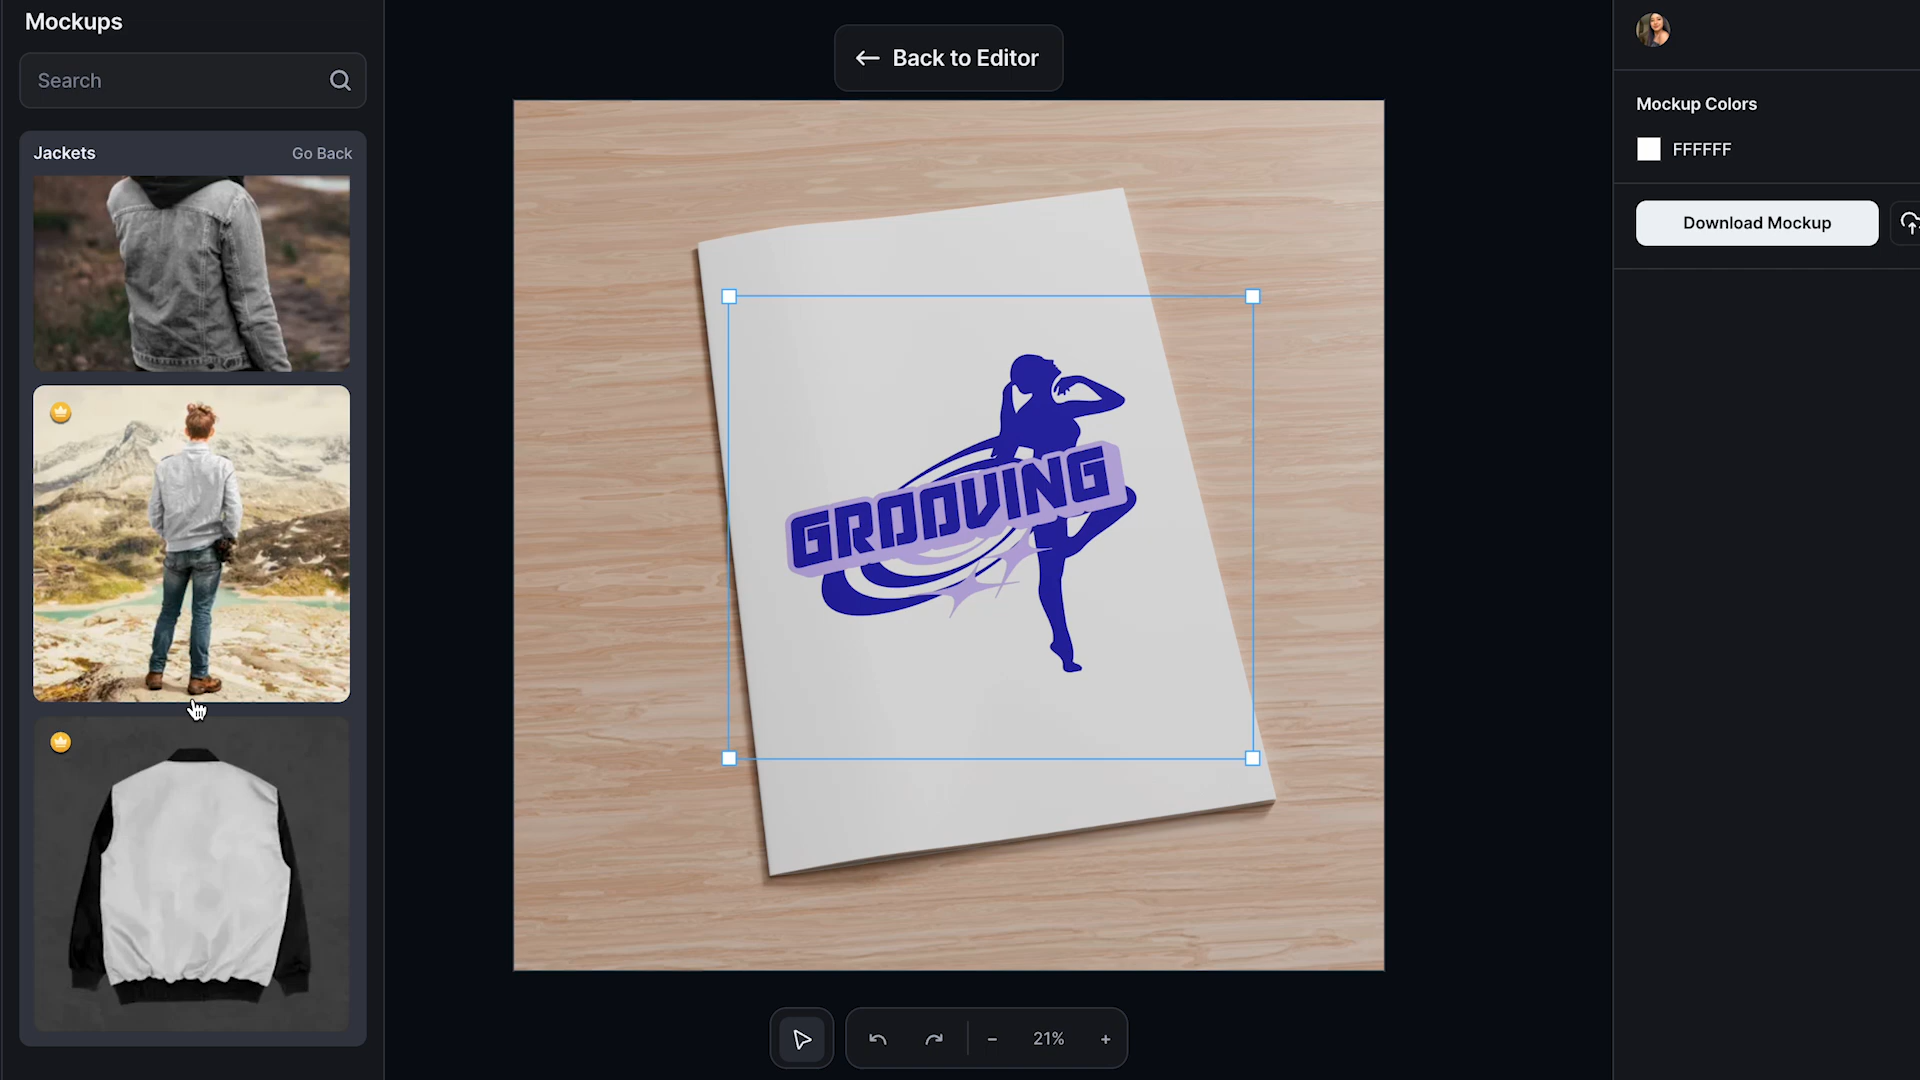 Mockups
Search
Jackets
Go Back
Back to Editor
GROOVING
21%
Mockup Colors
FFFFFF
Download Mockup